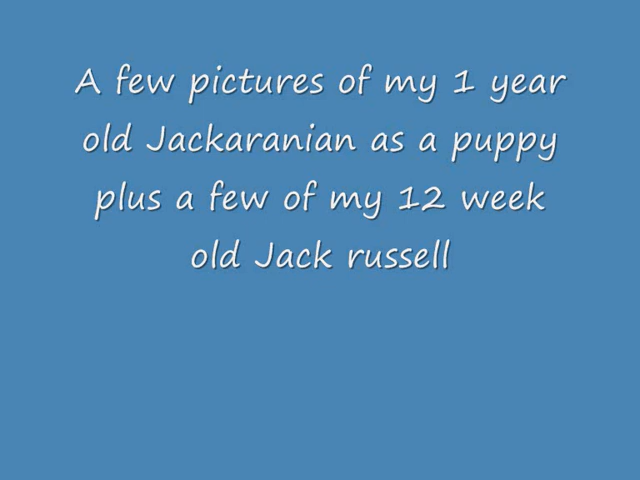 A few pictures of my 1 year
old Jackaranian as a puppy
plus a few of my 12 week
old Jack russell